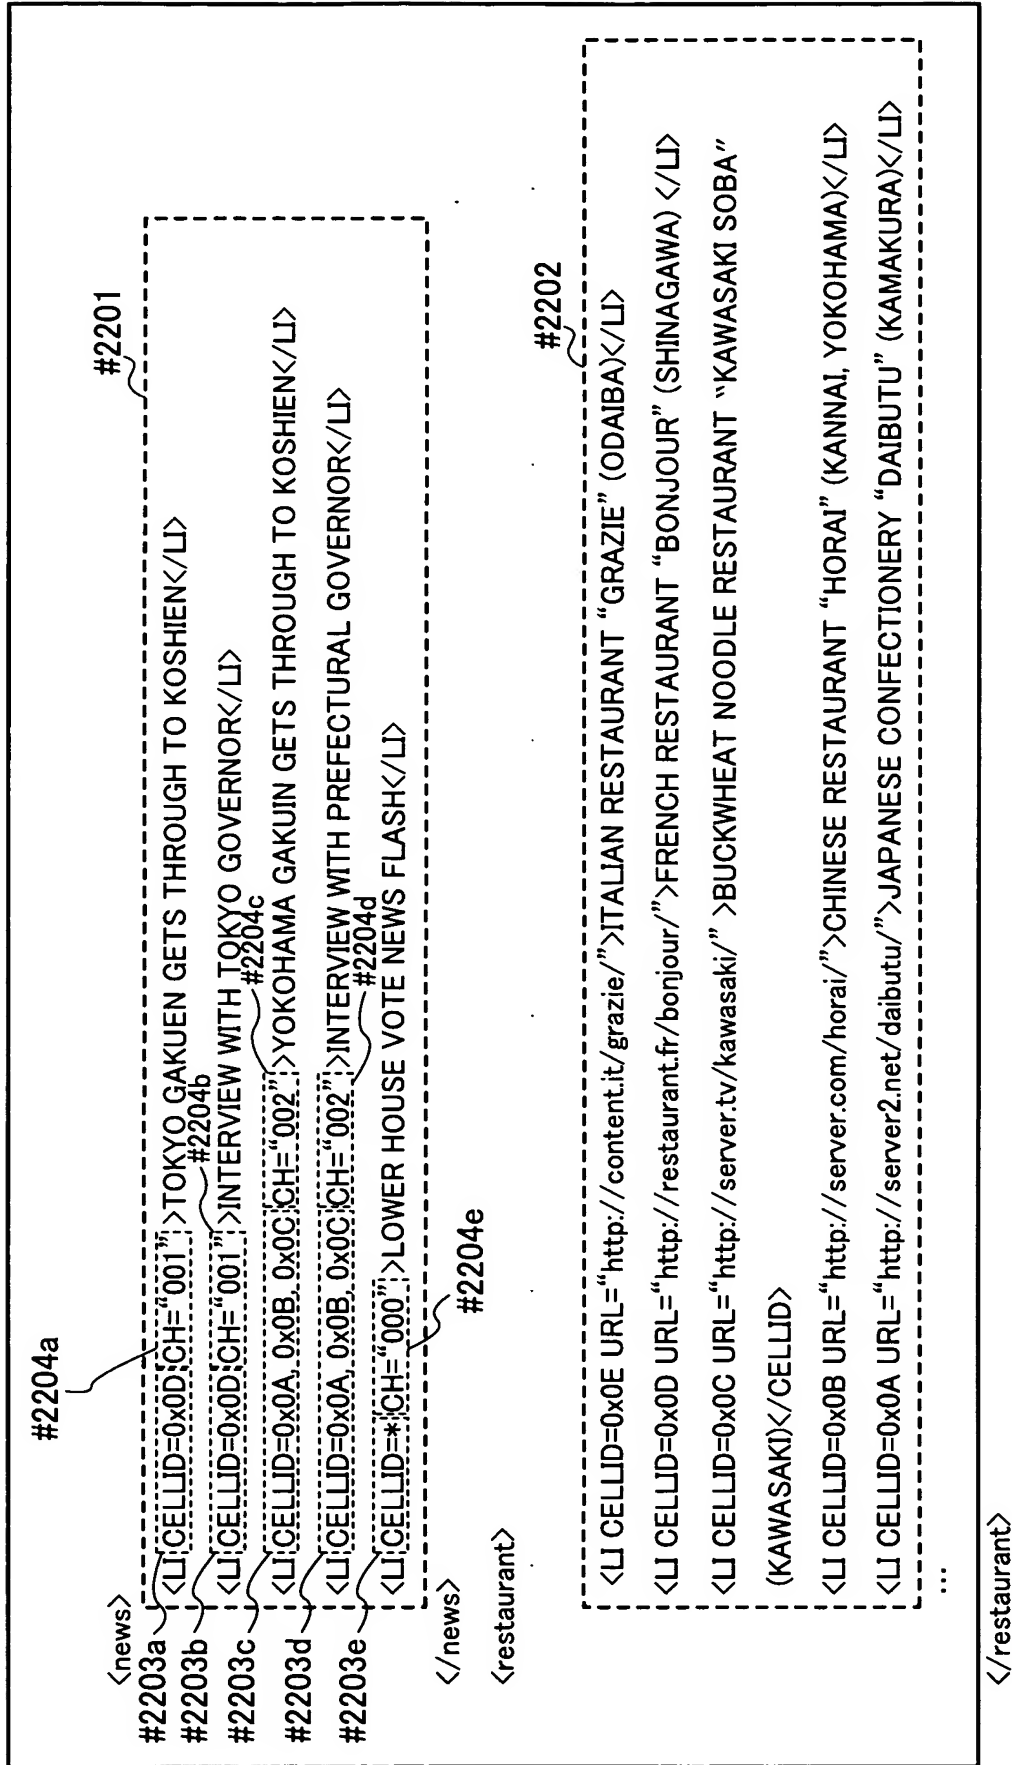 #2204a
#2201
<news>
#2203a <LI CELLID=0x0D CH=“001” >TOKYO GAKUEN GETS THROUGH TO KOSHIEN</LI>
#2204b
#2203b <LI CELLID=0x0D CH=“001” >INTERVIEW WITH TOKYO GOVERNOR</LI>
#2204c
#2203c <LI CELLID=0x0A, 0x0B, 0x0C CH=“002” >YOKOHAMA GAKUIN GETS THROUGH TO KOSHIEN</LI>
#2203d <LI CELLID=0x0A, 0x0B, 0x0C CH=“002” >INTERVIEW WITH PREFECTURAL GOVERNOR</LI>
#2204d
#2203e <LI CELLID=* CH=“000” >LOWER HOUSE VOTE NEWS FLASH</LI>
#2204e
</news>
<restaurant>
#2202
<LI CELLID=0x0E URL=“http://content.it/grazie/”>ITALIAN RESTAURANT “GRAZIE” (ODAIBA)</LI>
<LI CELLID=0x0D URL=“http://restaurant.fr/bonjour/”>FRENCH RESTAURANT “BONJOUR” (SHINAGAWA) </LI>
<LI CELLID=0x0C URL=“http://server.tv/kawasaki/” >BUCKWHEAT NOODLE RESTAURANT “KAWASAKI SOBA”
(KAWASAKI)</CELLID>
<LI CELLID=0x0B URL=“http://server.com/horai/”>CHINESE RESTAURANT “HORAI” (KANNAI, YOKOHAMA)</LI>
<LI CELLID=0x0A URL=“http://server2.net/daibutu/”>JAPANESE CONFECTIONERY “DAIBUTU” (KAMAKURA)</LI>
...
</restaurant>